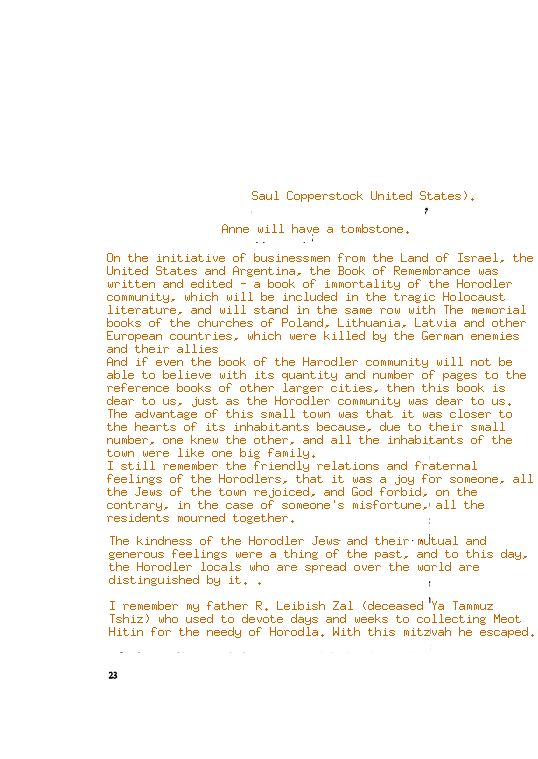 Saul Copperstock United States).
Anne will have a tombstone.
On the initiative of businessmen from the Land of Israel, the
United States and Argentina, the Book of Remembrance was
written and edited - a book of immortality of the Horodler
community, which will be included in the tragic Holocaust
literature, and will stand in the same row with The memorial
books of the churches of Poland, Lithuania, Latvia and other
European countries, which were killed by the German enemies
and their allies
And if even the book of the Harodler community will not be
able to believe with its quantity and number of pages to the
reference books of other larger cities, then this book is
dear to us, just as the Horodler community was dear to us.
The advantage of this small town was that it was closer to
the hearts of its inhabitants because, due to their small
number, one knew the other, and all the inhabitants of the
town were like one big family.
I still remember the friendly relations and fraternal
feelings of the Horodlers, that it was a joy for someone, all
the Jews of the town rejoiced, and God forbid, on the
contrary, in the case of someone's misfortune, all the
residents mourned together.
The kindness of the Horodler Jews and their mutual and
generous feelings were a thing of the past, and to this day,
the Horodler locals who are spread over the world are
distinguished by it. .
I remember my father R. Leibish Zal (deceased Ya Tammuz
Tshiz) who used to devote days and weeks to collecting Meot
Hitin for the needy of Horodla. With this mitzvah he escaped.
23